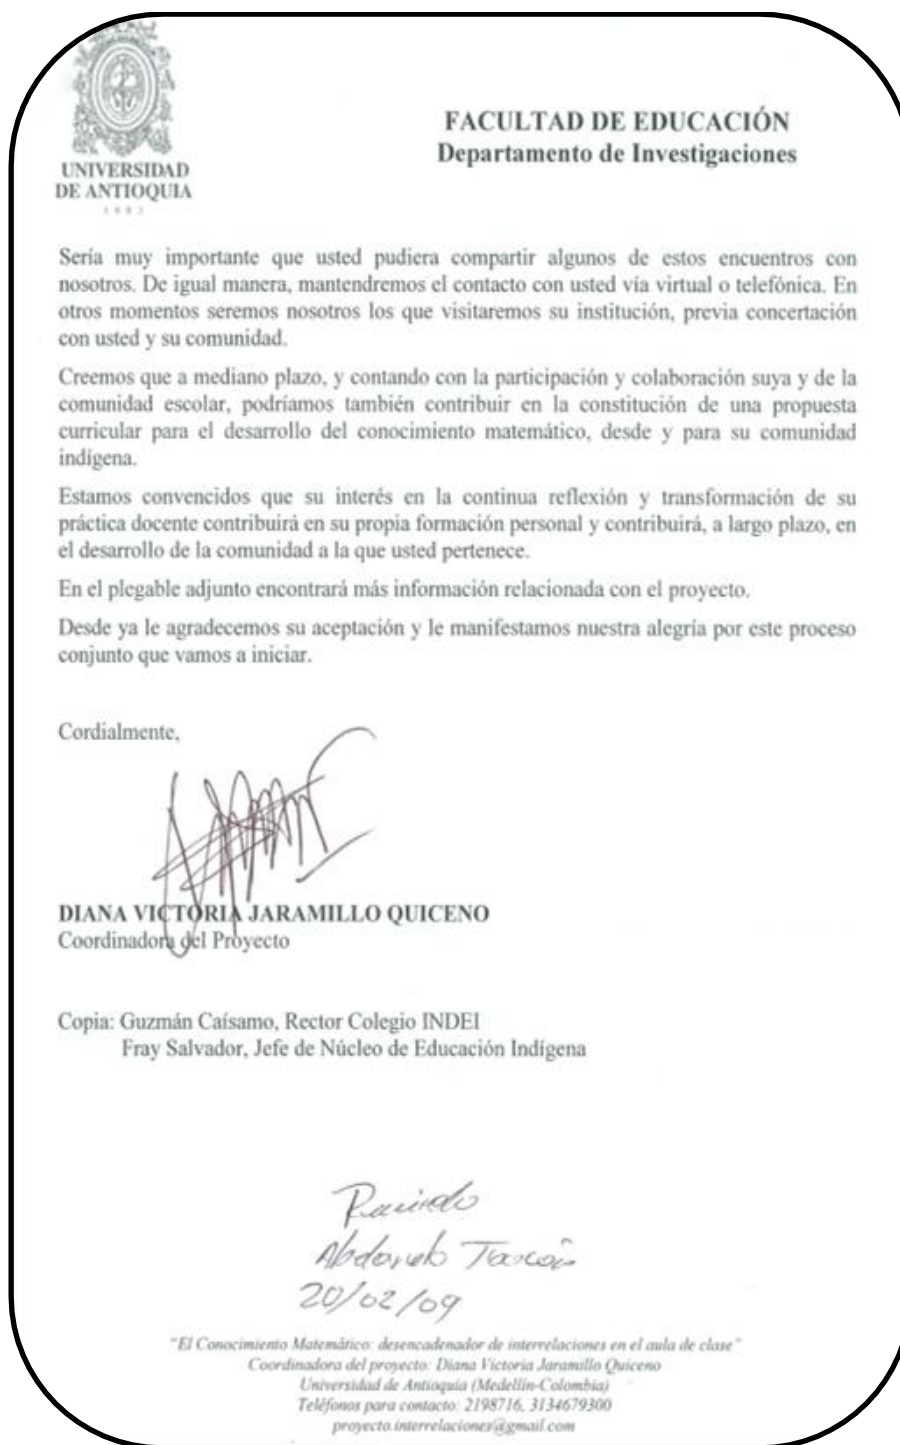 UNIVERSIDAD
DE ANTIOQUIA
1803
FACULTAD DE EDUCACIÓN
Departamento de Investigaciones
Sería muy importante que usted pudiera compartir algunos de estos encuentros con
nosotros. De igual manera, mantendremos el contacto con usted vía virtual o telefónica. En
otros momentos seremos nosotros los que visitaremos su institución, previa concertación
con usted y su comunidad.
Creemos que a mediano plazo, y contando con la participación y colaboración suya y de la
comunidad escolar, podríamos también contribuir en la constitución de una propuesta
curricular para el desarrollo del conocimiento matemático, desde y para su comunidad
indígena.
Estamos convencidos que su interés en la continua reflexión y transformación de su
práctica docente contribuirá en su propia formación personal y contribuirá, a largo plazo, en
el desarrollo de la comunidad a la que usted pertenece.
En el plegable adjunto encontrará más información relacionada con el proyecto.
Desde ya le agradecemos su aceptación y le manifestamos nuestra alegría por este proceso
conjunto que vamos a iniciar.
Cordialmente,
DIANA VICTORIA JARAMILLO QUICENO
Coordinadora del Proyecto
Copia: Guzmán Caísamo, Rector Colegio INDEI
Fray Salvador, Jefe de Núcleo de Educación Indígena
Recibido
Tascón
20/02/09
"El Conocimiento Matemático: desencadenador de interrelaciones en el aula de clase"
Coordinadora del proyecto: Diana Victoria Jaramillo Quiceno
Universidad de Antioquia (Medellín-Colombia)
Teléfonos para contacto: 2198716, 3134679300
proyecto.interrelaciones@gmail.com